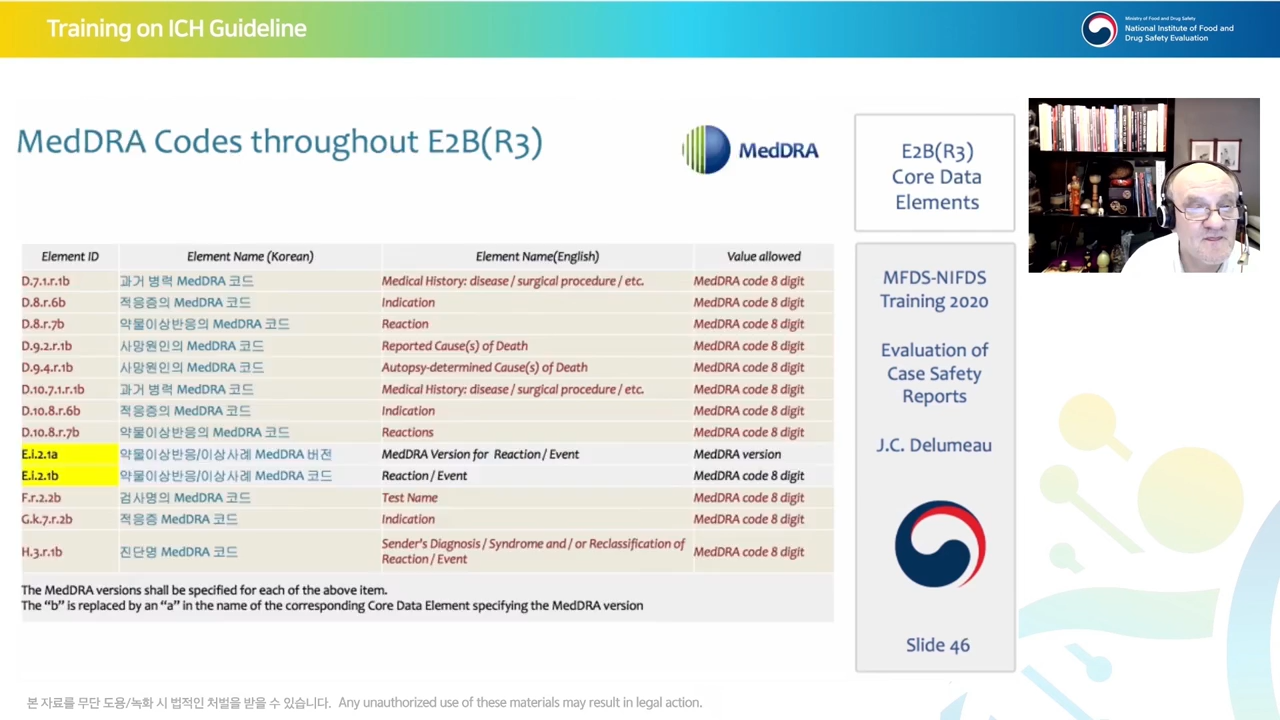 Training on ICH Guideline
Ministry of Food and Drug Safety
National Institute of Food and
Drug Safety Evaluation
MedDRA Codes throughout E2B(R3)
MedDRA
E2B(R3)
Core Data
Elements
Element ID Element Name (Korean) Element Name(English) Value allowed
D.7.1.r.1b 과거 병력 MedDRA 코드 Medical History: disease / surgical procedure / etc. MedDRA code 8 digit
D.8.r.6b 적응증의 MedDRA 코드 Indication MedDRA code 8 digit
D.8.r.7b 약물이상반응의 MedDRA 코드 Reaction MedDRA code 8 digit
D.9.2.r.1b 사망원인의 MedDRA 코드 Reported Cause(s) of Death MedDRA code 8 digit
D.9.4.r.1b 사망원인의 MedDRA 코드 Autopsy-determined Cause(s) of Death MedDRA code 8 digit
D.10.7.1.r.1b 과거 병력 MedDRA 코드 Medical History: disease / surgical procedure / etc. MedDRA code 8 digit
D.10.8.r.6b 적응증의 MedDRA 코드 Indication MedDRA code 8 digit
D.10.8.r.7b 약물이상반응의 MedDRA 코드 Reactions MedDRA code 8 digit
E.i.2.1a 약물이상반응/이상사례 MedDRA 버전 MedDRA Version for Reaction / Event MedDRA version
E.i.2.1b 약물이상반응/이상사례 MedDRA 코드 Reaction / Event MedDRA code 8 digit
F.r.2.2b 검사명의 MedDRA 코드 Test Name MedDRA code 8 digit
G.k.7.r.2b 적응증 MedDRA 코드 Indication MedDRA code 8 digit
H.3.r.1b 진단명 MedDRA 코드 Sender's Diagnosis / Syndrome and / or Reclassification of
Reaction / Event MedDRA code 8 digit
The MedDRA versions shall be specified for each of the above item.
The “b” is replaced by an “a” in the name of the corresponding Core Data Element specifying the MedDRA version
MFDS-NIFDS
Training 2020
Evaluation of
Case Safety
Reports
J.C. Delumeau
Slide 46
본 자료를 무단 도용/녹화 시 법적인 처벌을 받을 수 있습니다. Any unauthorized use of these materials may result in legal action.